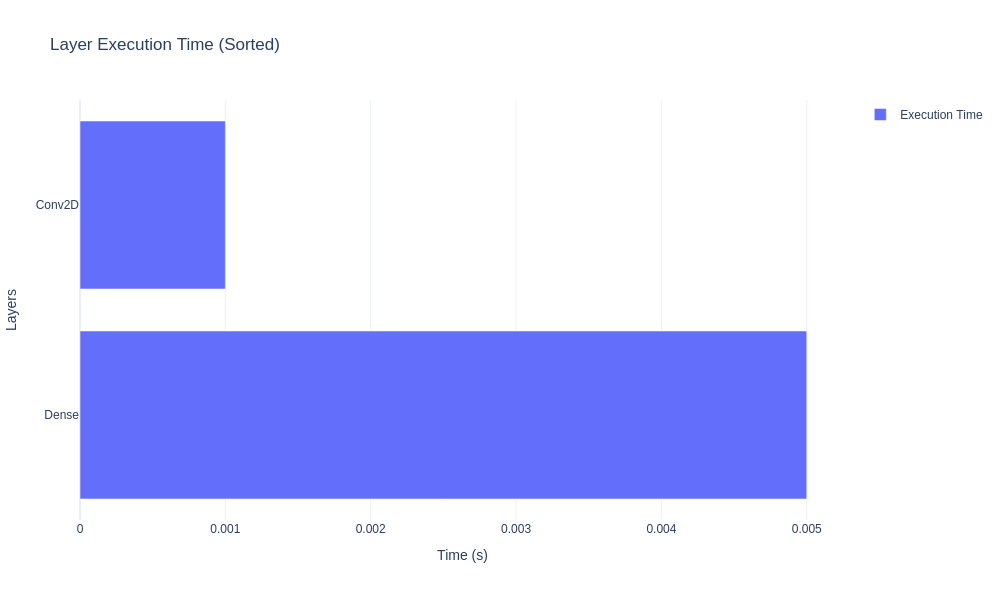 Layer Execution Time (Sorted)
Execution Time
Layers
Conv2D
Dense
0 0.001 0.002 0.003 0.004 0.005
Time (s)